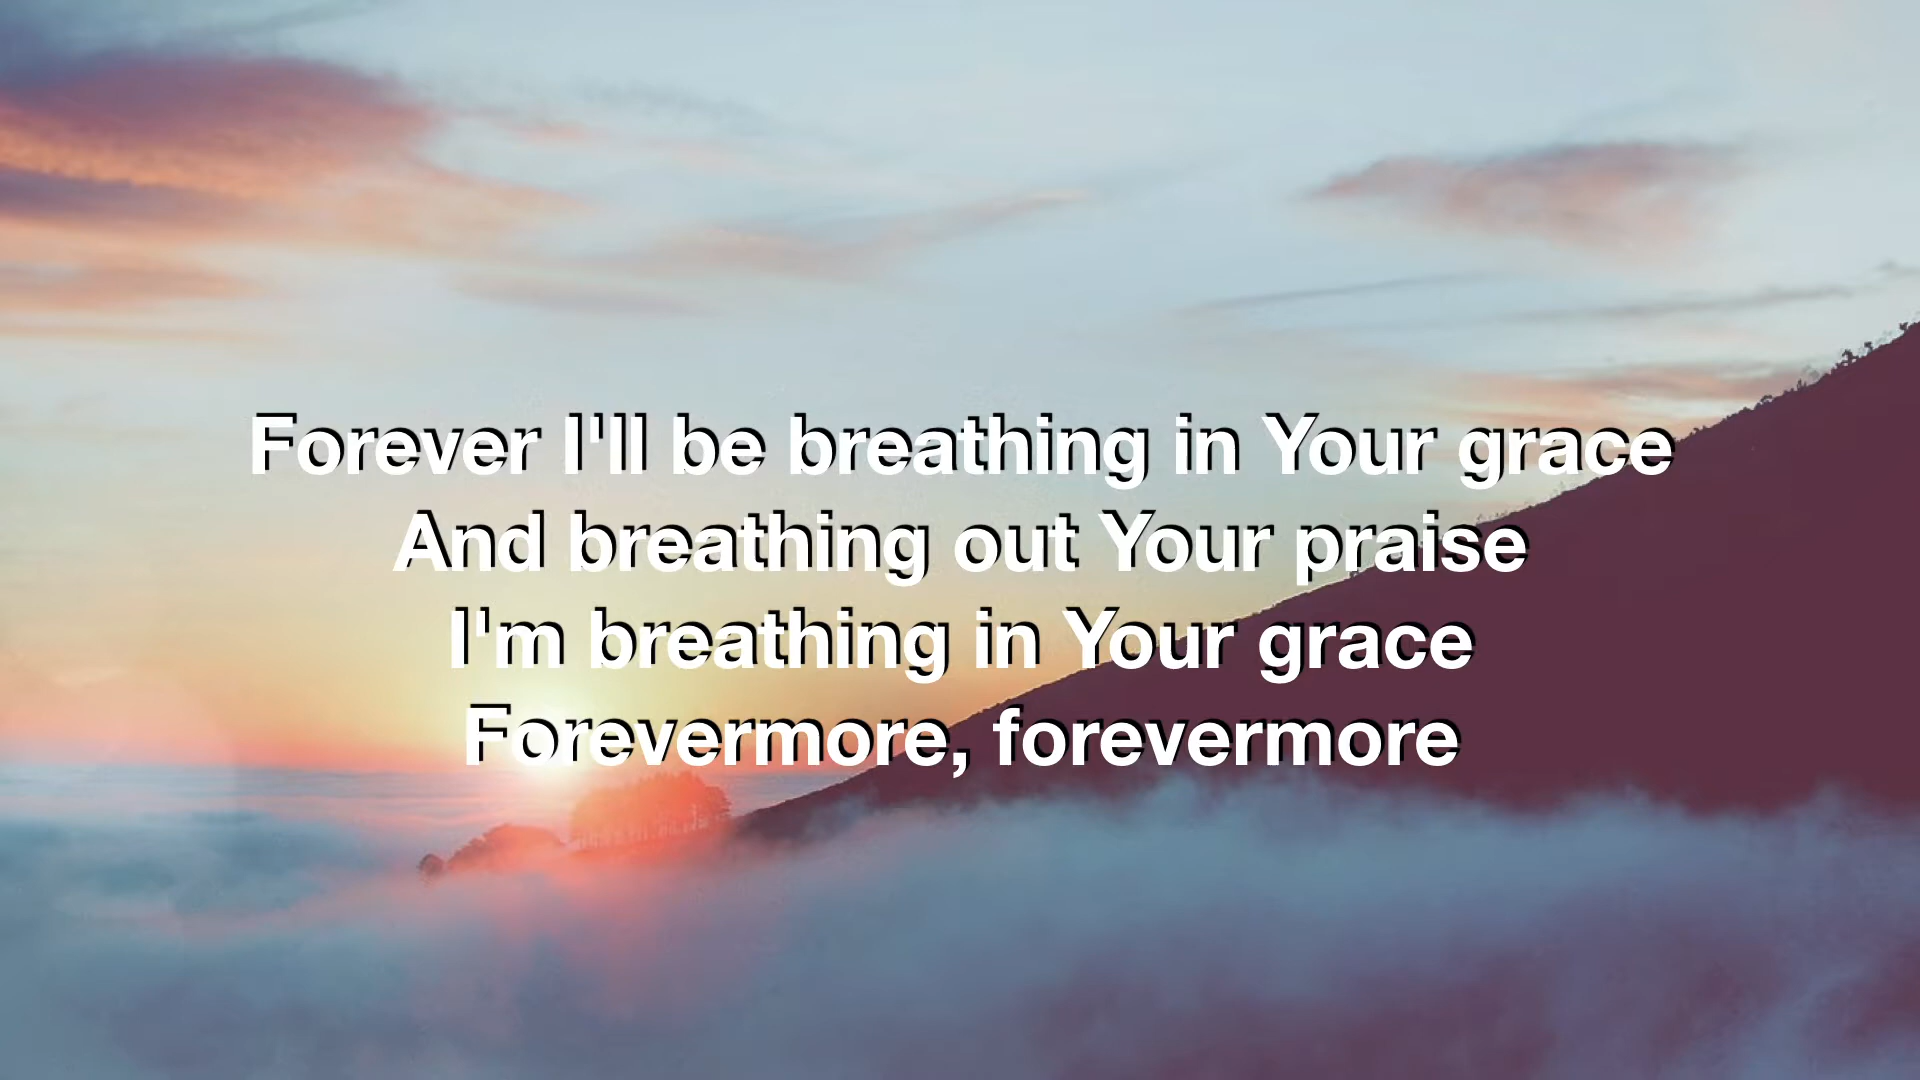 Forever I'll be breathing in Your grace
And breathing out Your praise
I'm breathing in Your grace
Forevermore, forevermore